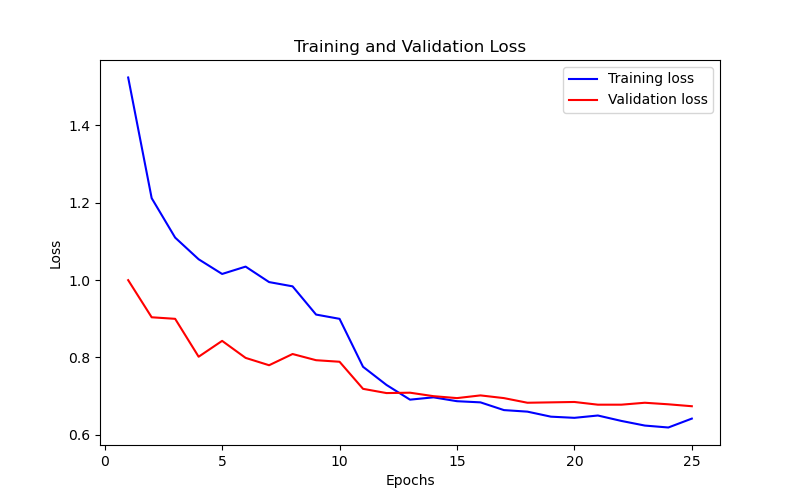 Training and Validation Loss
Training loss
Validation loss
Loss
1.4
1.2
1.0
0.8
0.6
0 5 10 15 20 25
Epochs